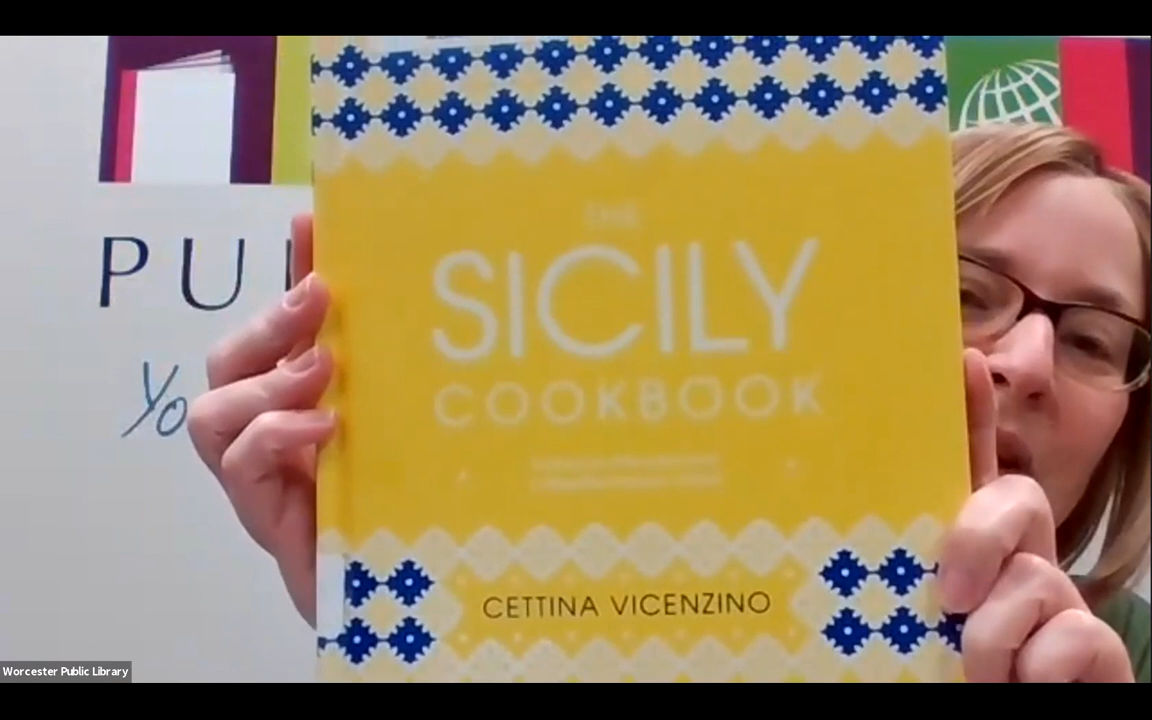 PU
Yo
THE
SICILY
COOKBOOK
CETTINA VICENZINO
Worcester Public Library